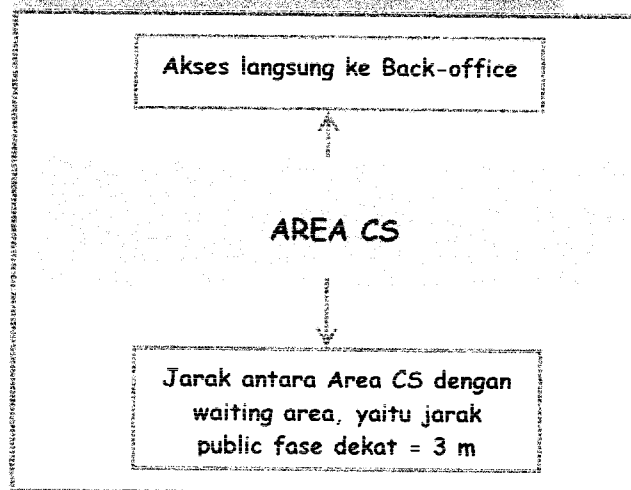 Akses langsung ke Back-office
AREA CS
Jarak antara Area CS dengan
waiting area, yaitu jarak
public fase dekat = 3 m